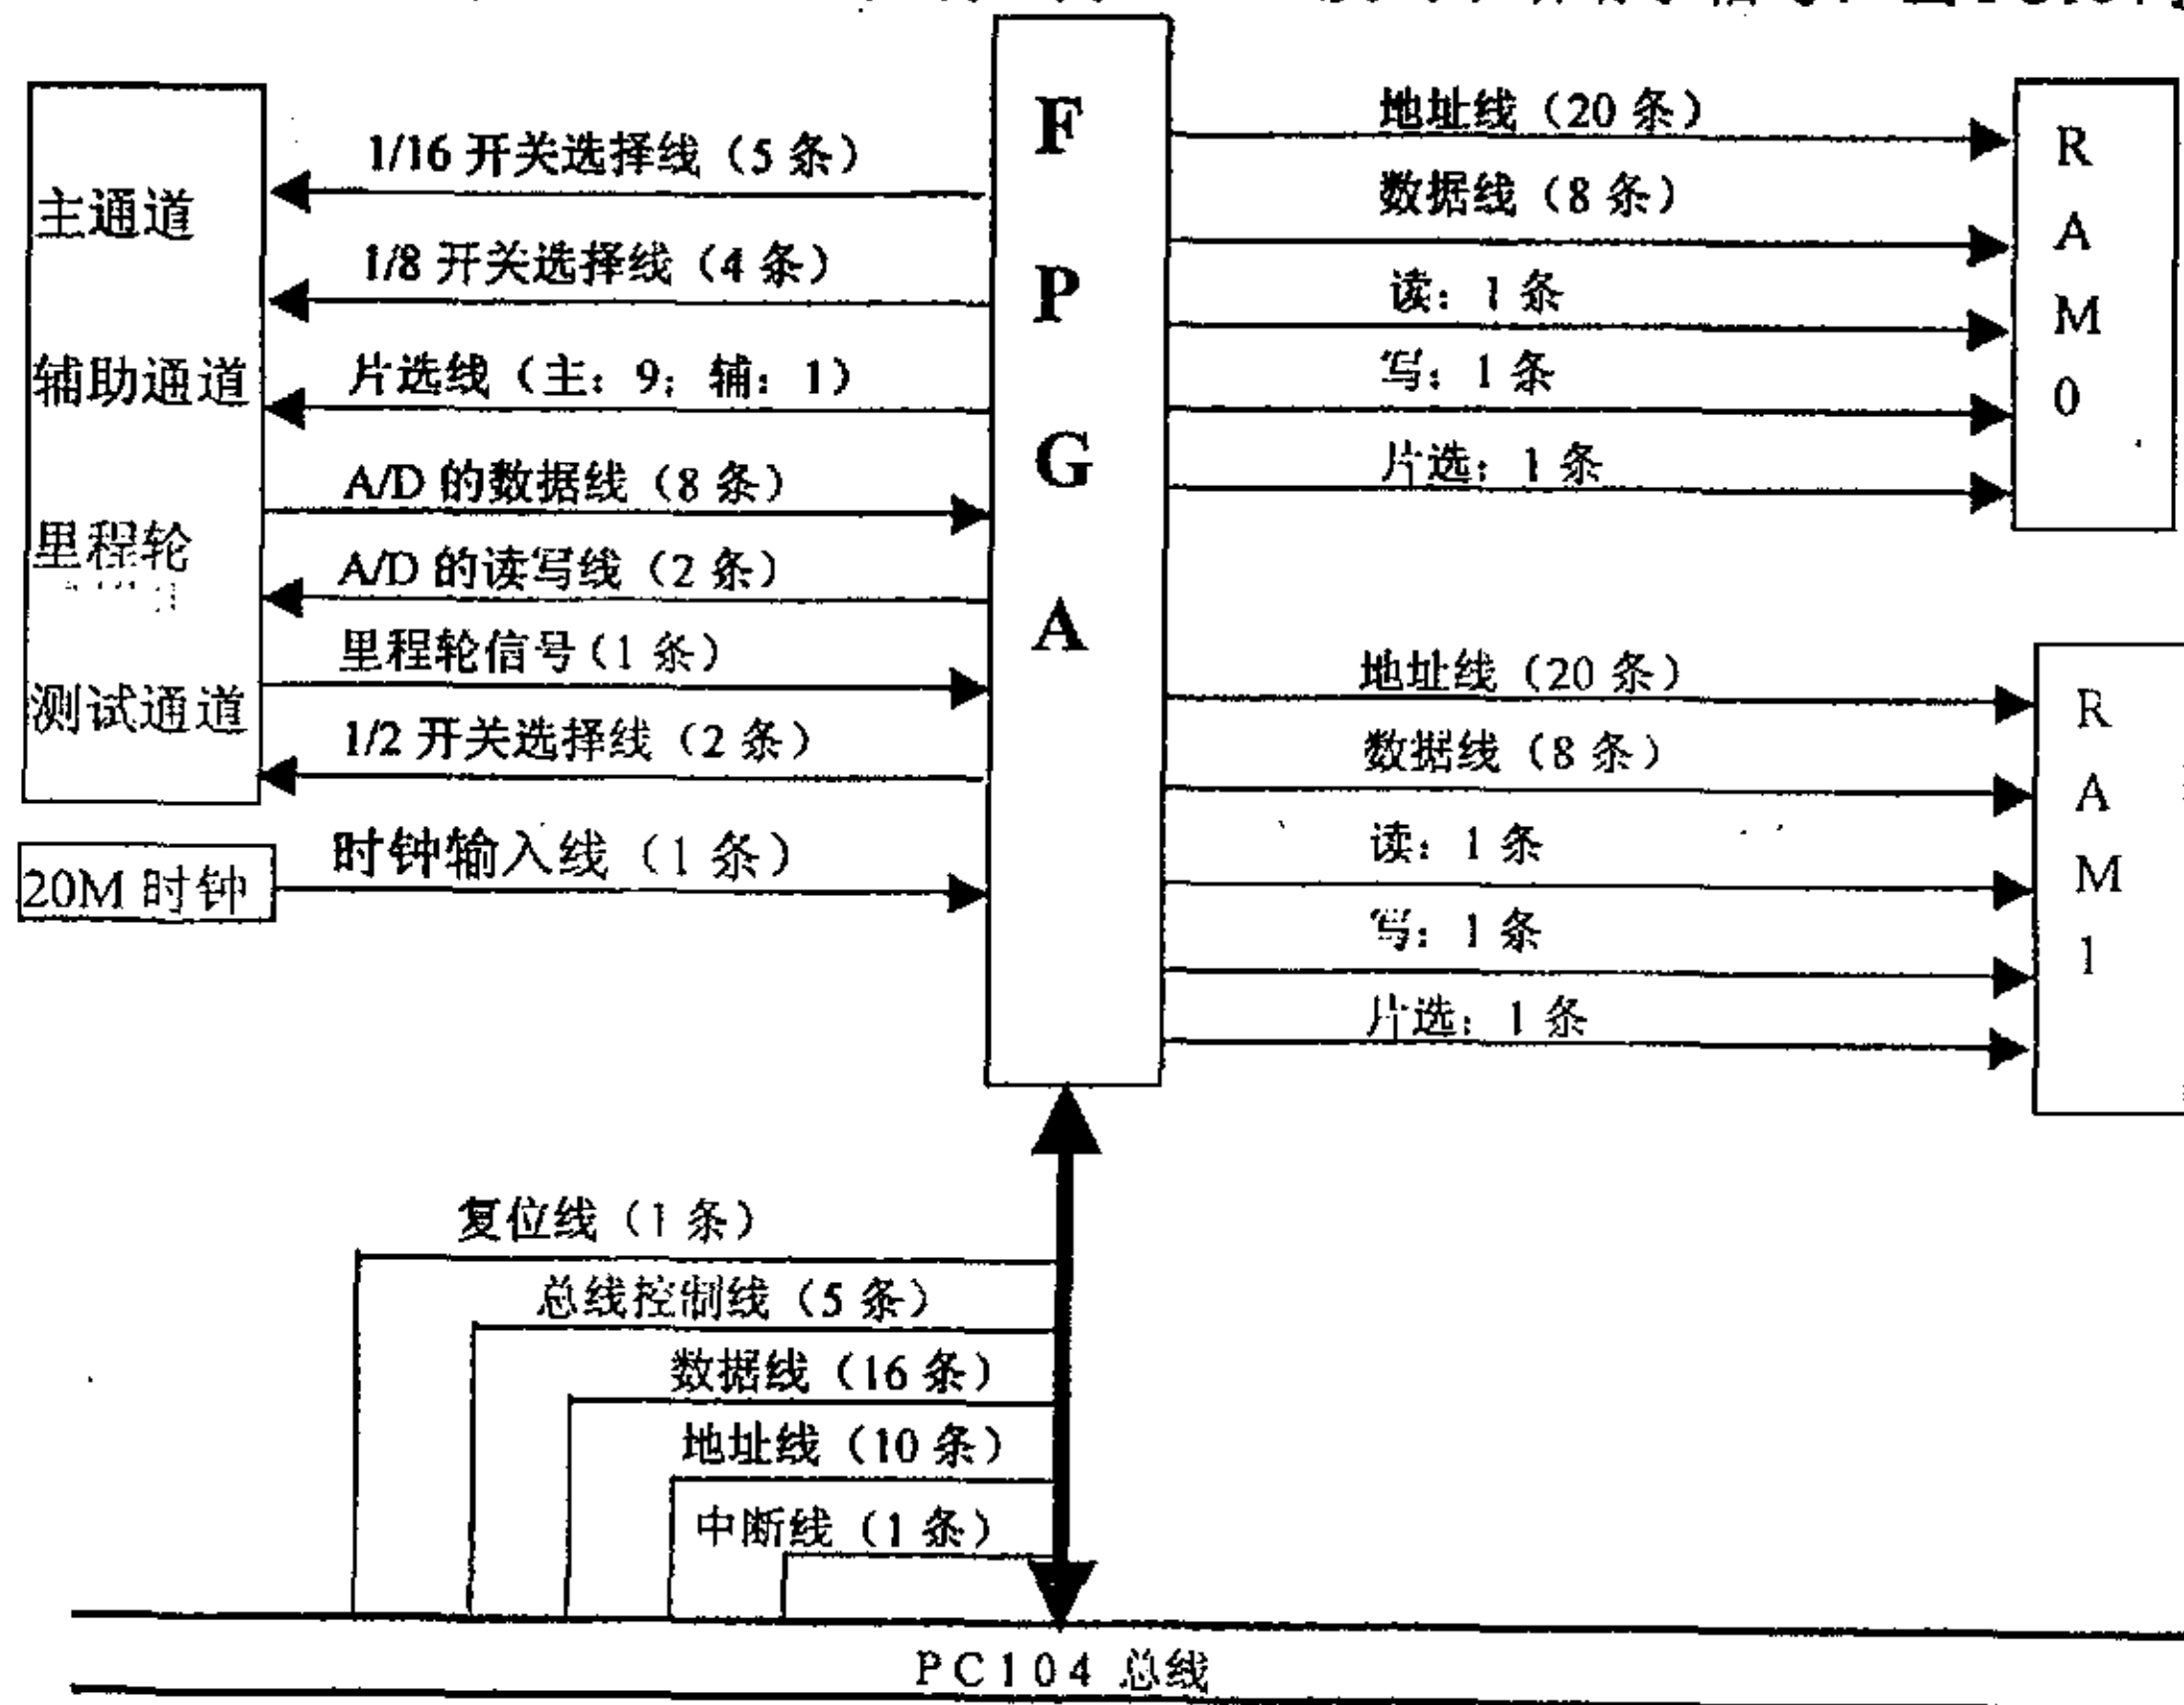 F
P
G
A
主通道
辅助通道
里程轮
测试通道
1/16 开关选择线（5 条）
1/8 开关选择线（4 条）
片选线（主：9；辅：1）
A/D 的数据线（8 条）
A/D 的读写线（2 条）
里程轮信号（1 条）
1/2 开关选择线（2 条）
20M 时钟
时钟输入线（1 条）
地址线（20 条）
数据线（8 条）
读：1 条
写：1 条
片选：1 条
R
A
M
0
地址线（20 条）
数据线（8 条）
读：1 条
写：1 条
片选：1 条
R
A
M
1
复位线（1 条）
总线控制线（5 条）
数据线（16 条）
地址线（10 条）
中断线（1 条）
PC104 总线